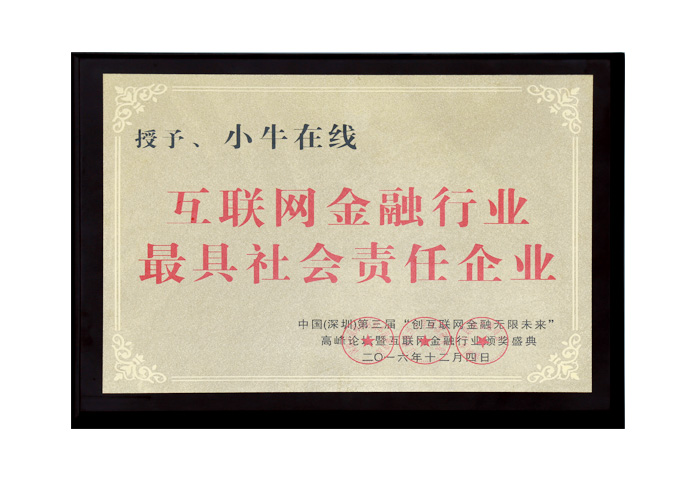 授予、小牛在线
互联网金融行业
最具社会责任企业
中国(深圳)第三届“创互联网金融无限未来”
高峰论坛暨互联网金融行业颁奖盛典
二〇一六年十二月四日